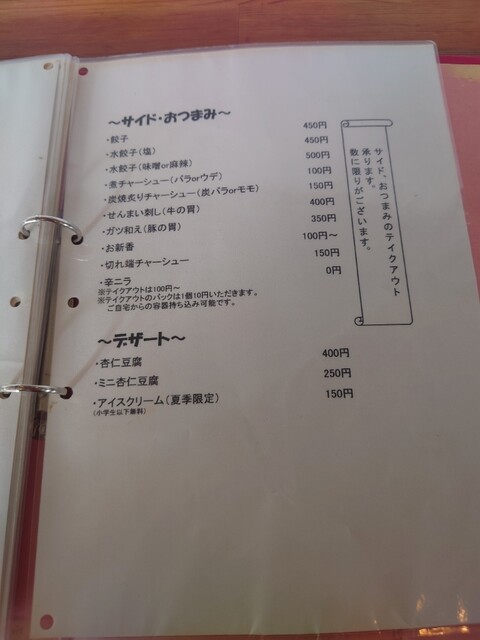 ～サイド・おつまみ～
・餃子 450円
・水餃子（塩） 450円
・水餃子（味噌or麻辣） 500円
・煮チャーシュー（バラorウデ） 100円
・炭焼炙りチャーシュー（炭バラorモモ） 150円
・せんまい刺し（牛の胃） 400円
・ガツ和え（豚の胃） 350円
・お新香 100円～
・切れ端チャーシュー 150円
・辛ニラ 0円
※テイクアウトは100円～
※テイクアウトのパックは1個10円いただきます。
ご自宅からの容器持ち込み可能です。
サイド・おつまみのテイクアウト
承ります。
数に限りがございます。
～デザート～
・杏仁豆腐 400円
・ミニ杏仁豆腐 250円
・アイスクリーム（夏季限定） 150円
（小学生以下無料）